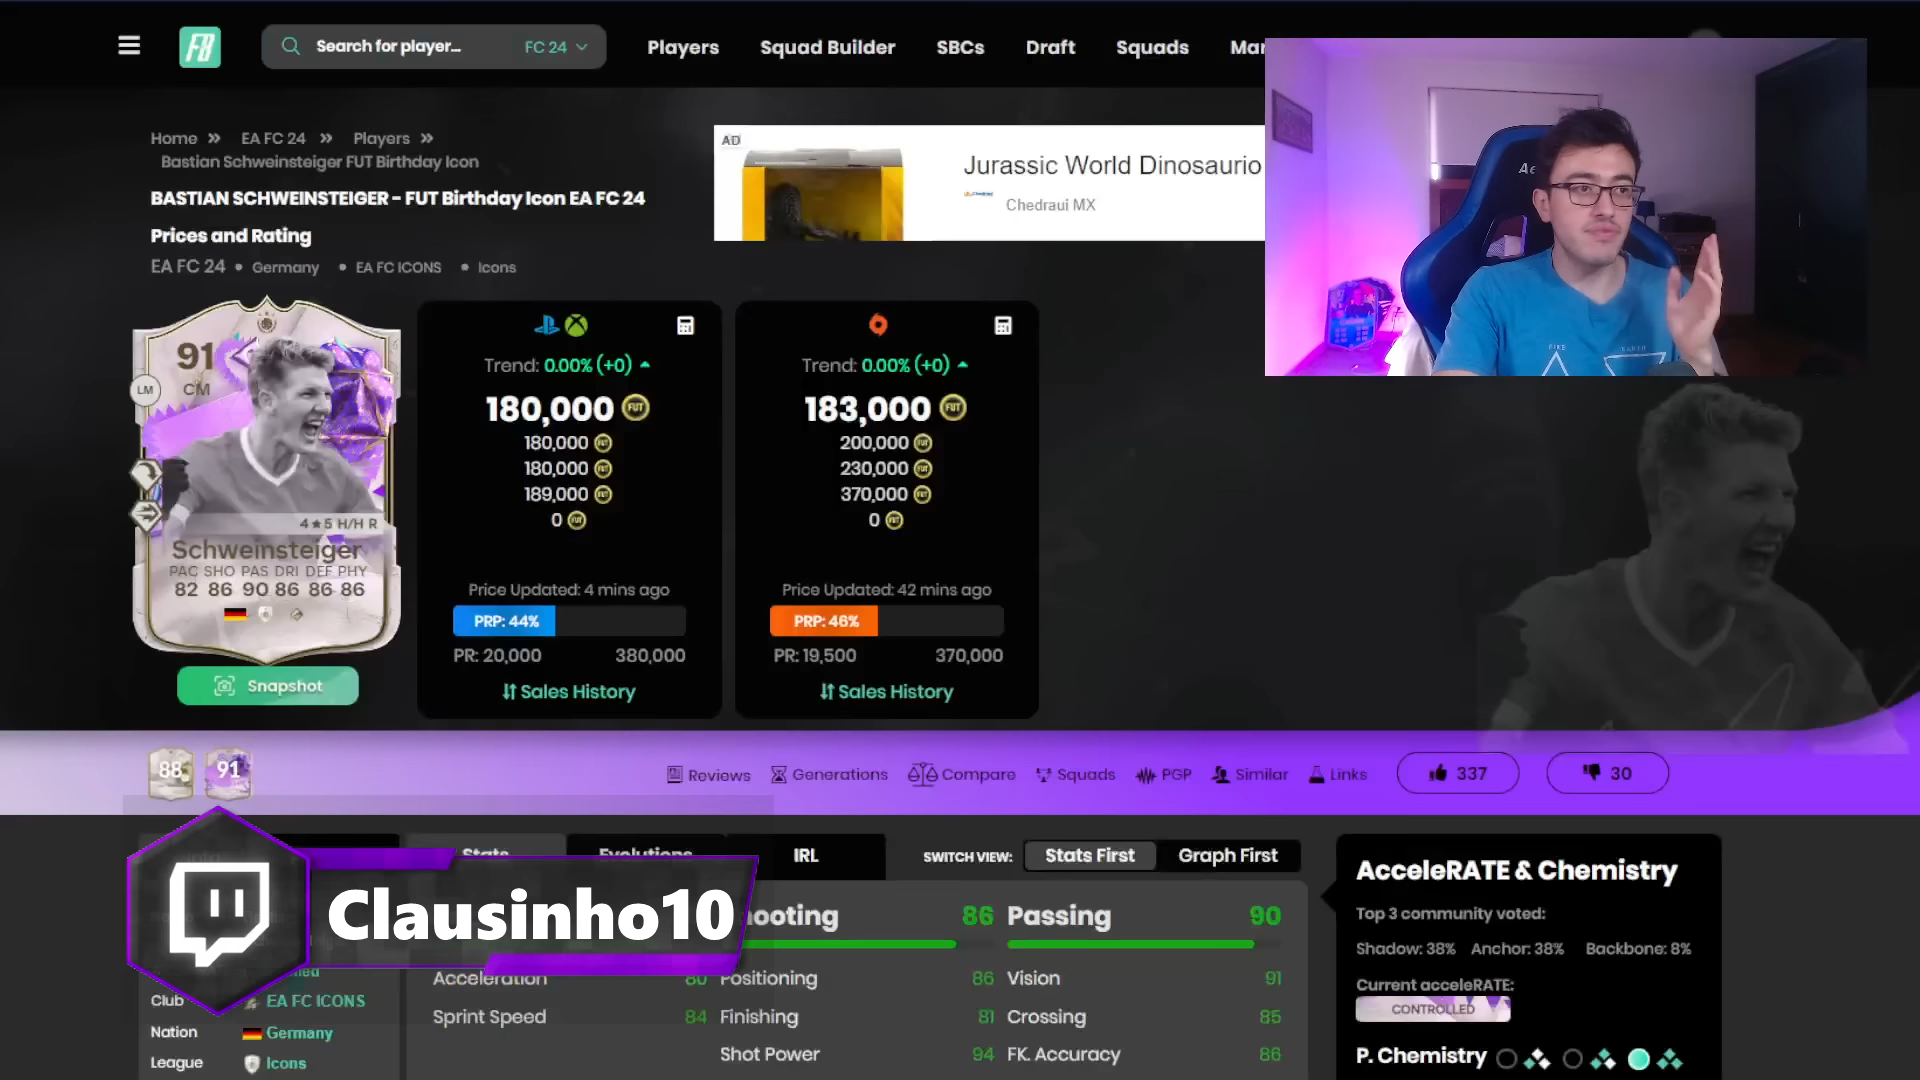 Search for player...
FC 24
Players
Squad Builder
SBCs
Draft
Squads
Home » EA FC 24 » Players »
Bastian Schweinsteiger FUT Birthday Icon
BASTIAN SCHWEINSTEIGER - FUT Birthday Icon EA FC 24
Prices and Rating
EA FC 24 • Germany • EA FC ICONS • Icons
AD
Jurassic World Dinosaurio
Chedraui MX
91
CM
LM
4★5 H/H R
Schweinsteiger
PAC SHO PAS DRI DEF PHY
82 86 90 86 86 86
Snapshot
Trend: 0.00% (+0)
180,000
180,000
180,000
189,000
0
Price Updated: 4 mins ago
PRP: 44%
PR: 20,000 380,000
Sales History
Trend: 0.00% (+0)
183,000
200,000
230,000
370,000
0
Price Updated: 42 mins ago
PRP: 46%
PR: 19,500 370,000
Sales History
88
91
Reviews
Generations
Compare
Squads
PGP
Similar
Links
337
30
Stats
Evolutions
IRL
SWITCH VIEW:
Stats First
Graph First
Clausinho10
Club EA FC ICONS
Nation Germany
League Icons
Acceleration 80
Sprint Speed 84
hooting 86
Positioning 86
Finishing 81
Shot Power 94
Passing 90
Vision 91
Crossing 85
FK. Accuracy 86
AcceleRATE & Chemistry
Top 3 community voted:
Shadow: 38% Anchor: 38% Backbone: 8%
Current acceleRATE:
CONTROLLED
P. Chemistry